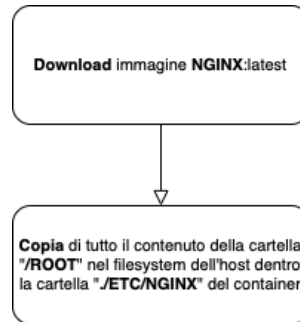 Download immagine NGINX:latest
Copia di tutto il contenuto della cartella
"/ROOT" nel filesystem dell'host dentro
la cartella "./ETC/NGINX" del container